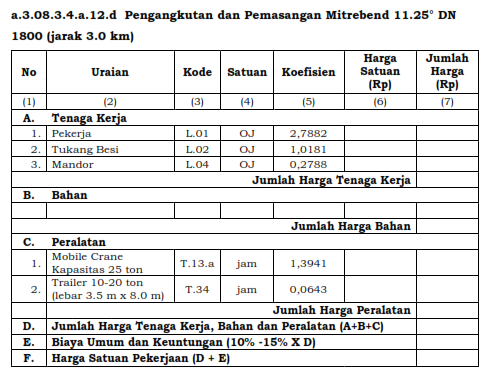 a.3.08.3.4.a.12.d Pengangkutan dan Pemasangan Mitrebend 11.25° DN
1800 (jarak 3.0 km)
No Uraian Kode Satuan Koefisien Harga Satuan (Rp) Jumlah Harga (Rp)
(1) (2) (3) (4) (5) (6) (7)
A. Tenaga Kerja
1. Pekerja L.01 OJ 2,7882
2. Tukang Besi L.02 OJ 1,0181
3. Mandor L.04 OJ 0,2788
Jumlah Harga Tenaga Kerja
B. Bahan
Jumlah Harga Bahan
C. Peralatan
1. Mobile Crane Kapasitas 25 ton T.13.a jam 1,3941
2. Trailer 10-20 ton (lebar 3.5 m x 8.0 m) T.34 jam 0,0643
Jumlah Harga Peralatan
D. Jumlah Harga Tenaga Kerja, Bahan dan Peralatan (A+B+C)
E. Biaya Umum dan Keuntungan (10% -15% X D)
F. Harga Satuan Pekerjaan (D + E)